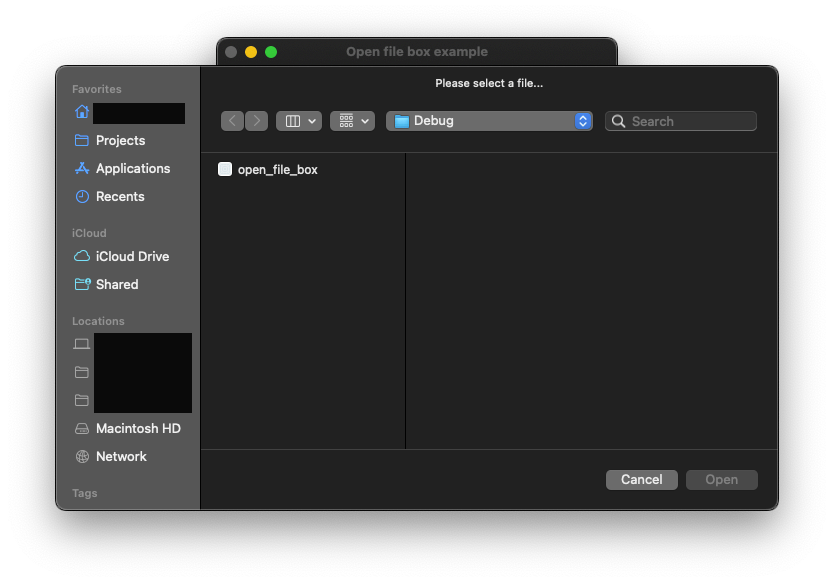 Open file box example
Please select a file...
Favorites
Projects
Applications
Recents
iCloud
iCloud Drive
Shared
Locations
Macintosh HD
Network
Tags
Debug
Search
open_file_box
Cancel
Open